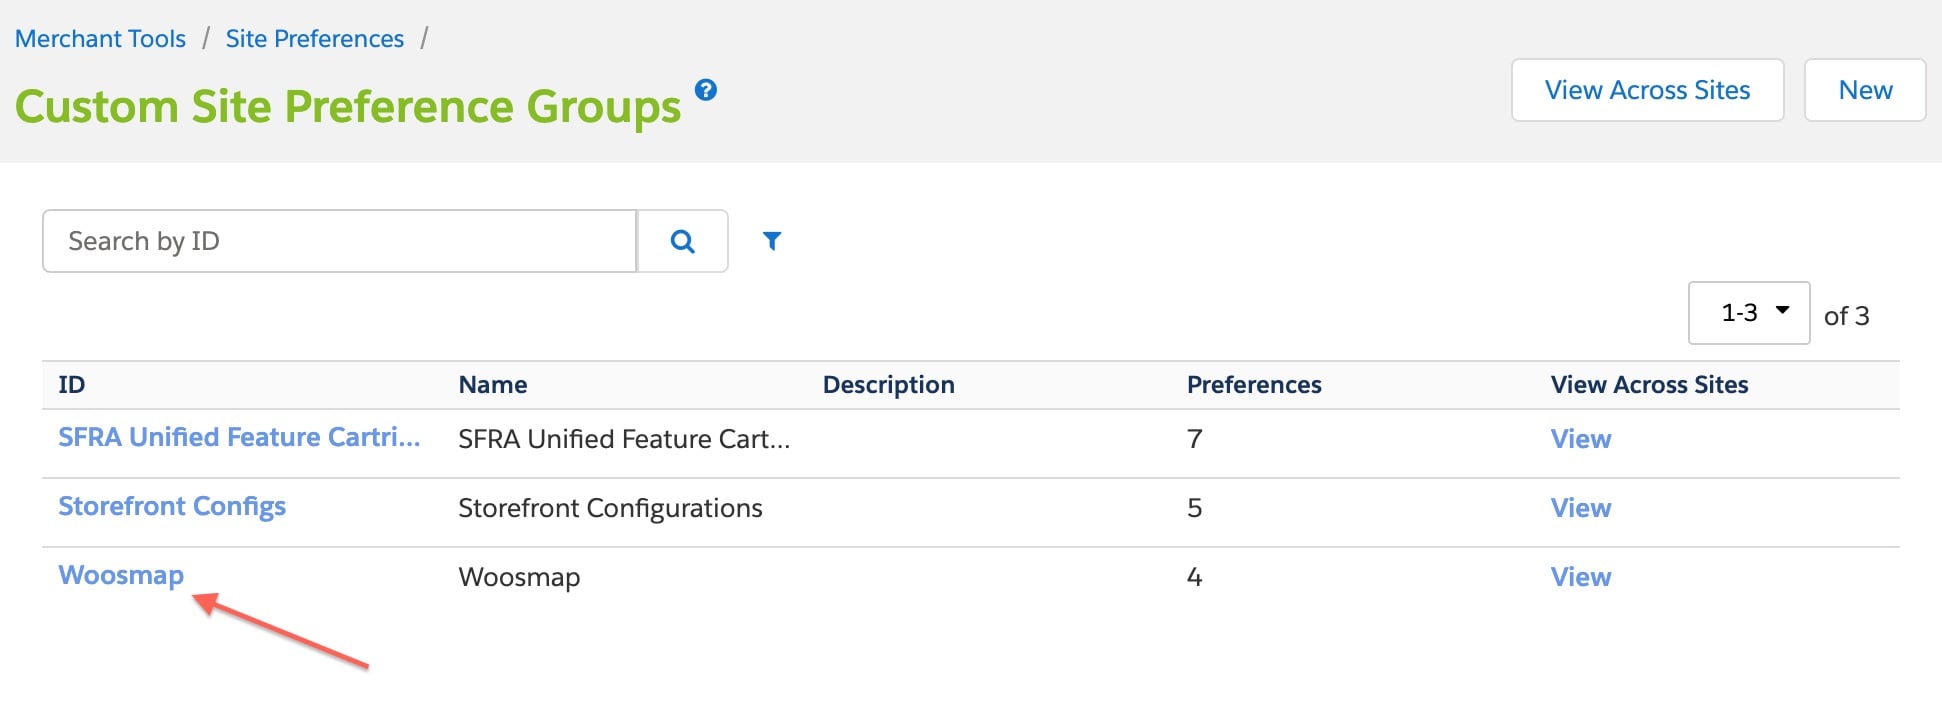 Merchant Tools / Site Preferences /
Custom Site Preference Groups ?
View Across Sites
New
Search by ID
1-3 of 3
ID Name Description Preferences View Across Sites
SFRA Unified Feature Cartri... SFRA Unified Feature Cart... 7 View
Storefront Configs Storefront Configurations 5 View
Woosmap Woosmap 4 View